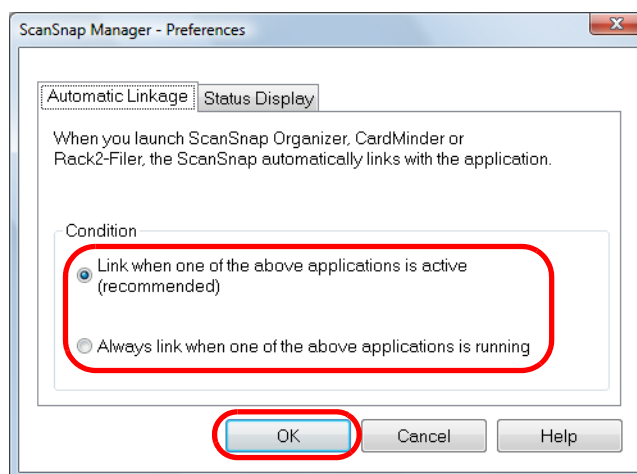 ScanSnap Manager - Preferences
Automatic Linkage
Status Display
When you launch ScanSnap Organizer, CardMinder or
Rack2-Filer, the ScanSnap automatically links with the application.
Condition
Link when one of the above applications is active
(recommended)
Always link when one of the above applications is running
OK
Cancel
Help